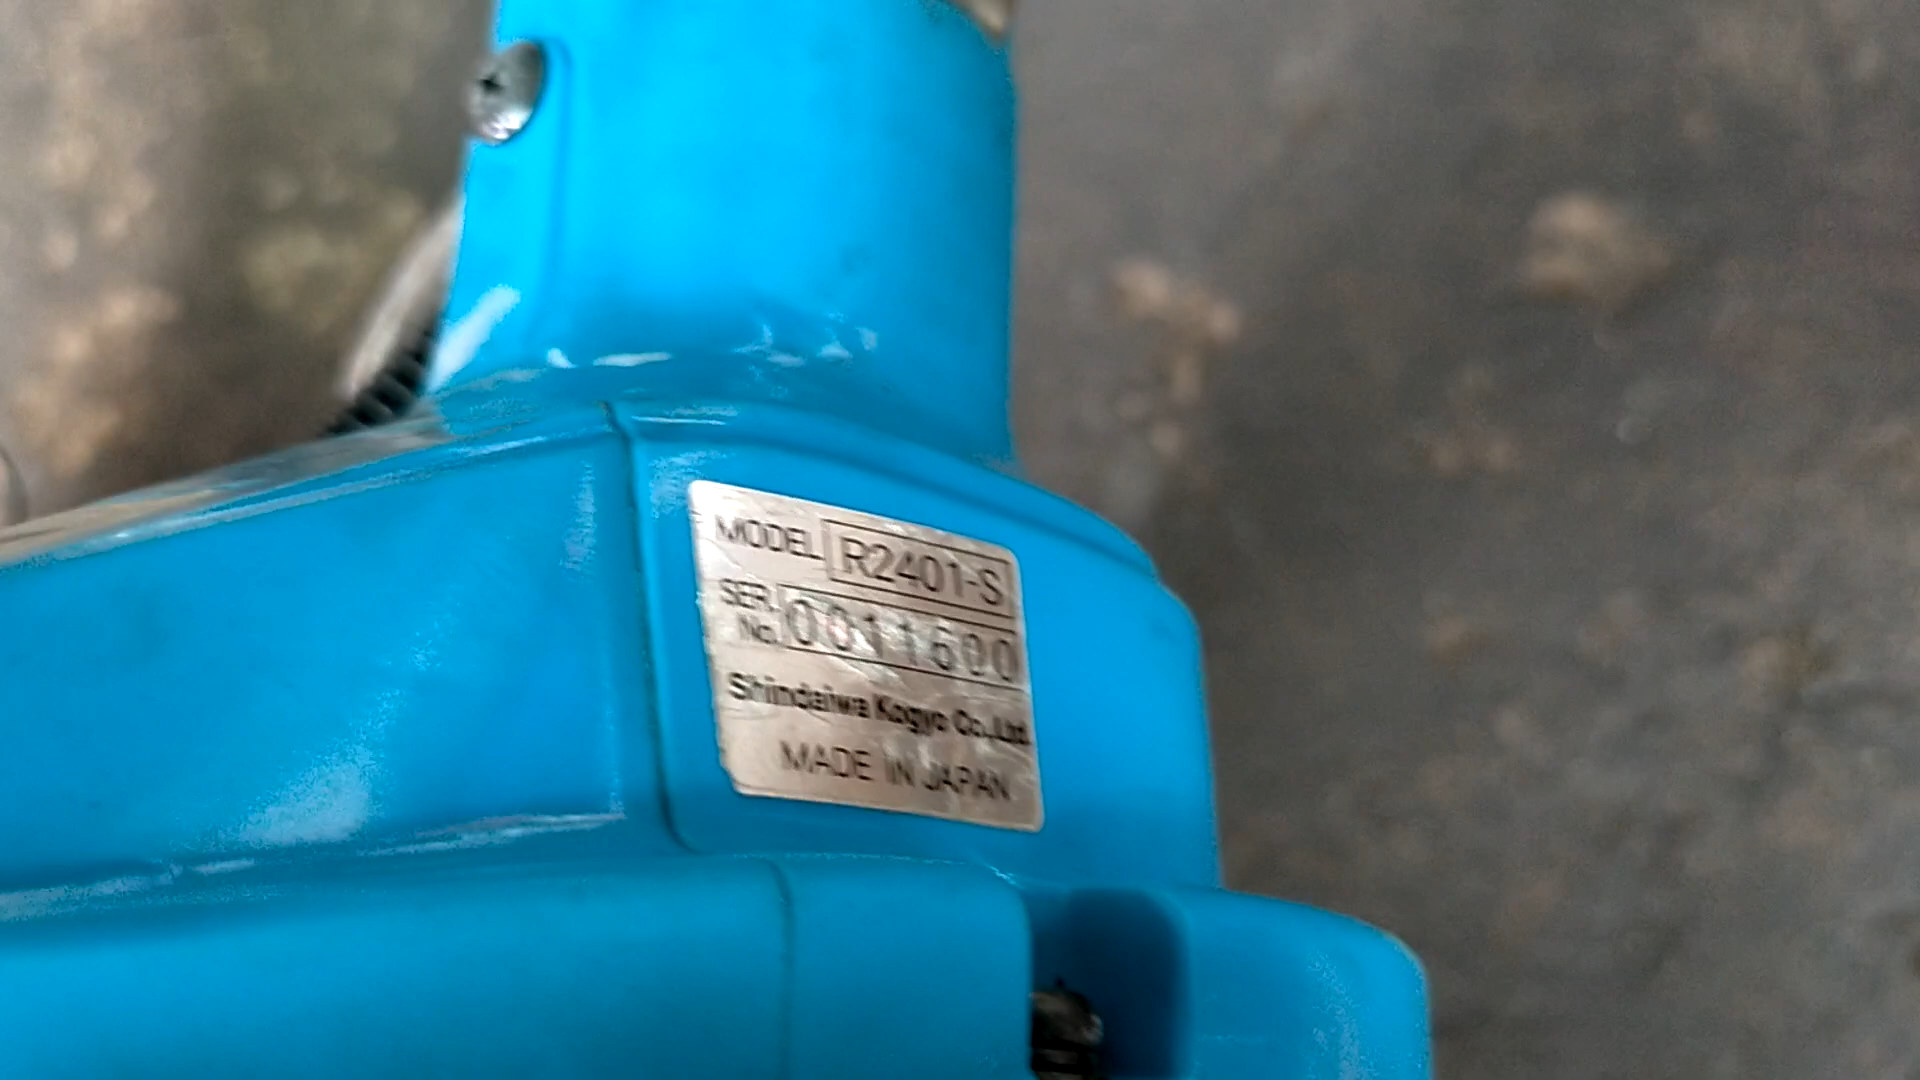 MODEL R2401-S
SER. No. 0011600
Shindaiwa Kogyo Co.,Ltd.
MADE IN JAPAN